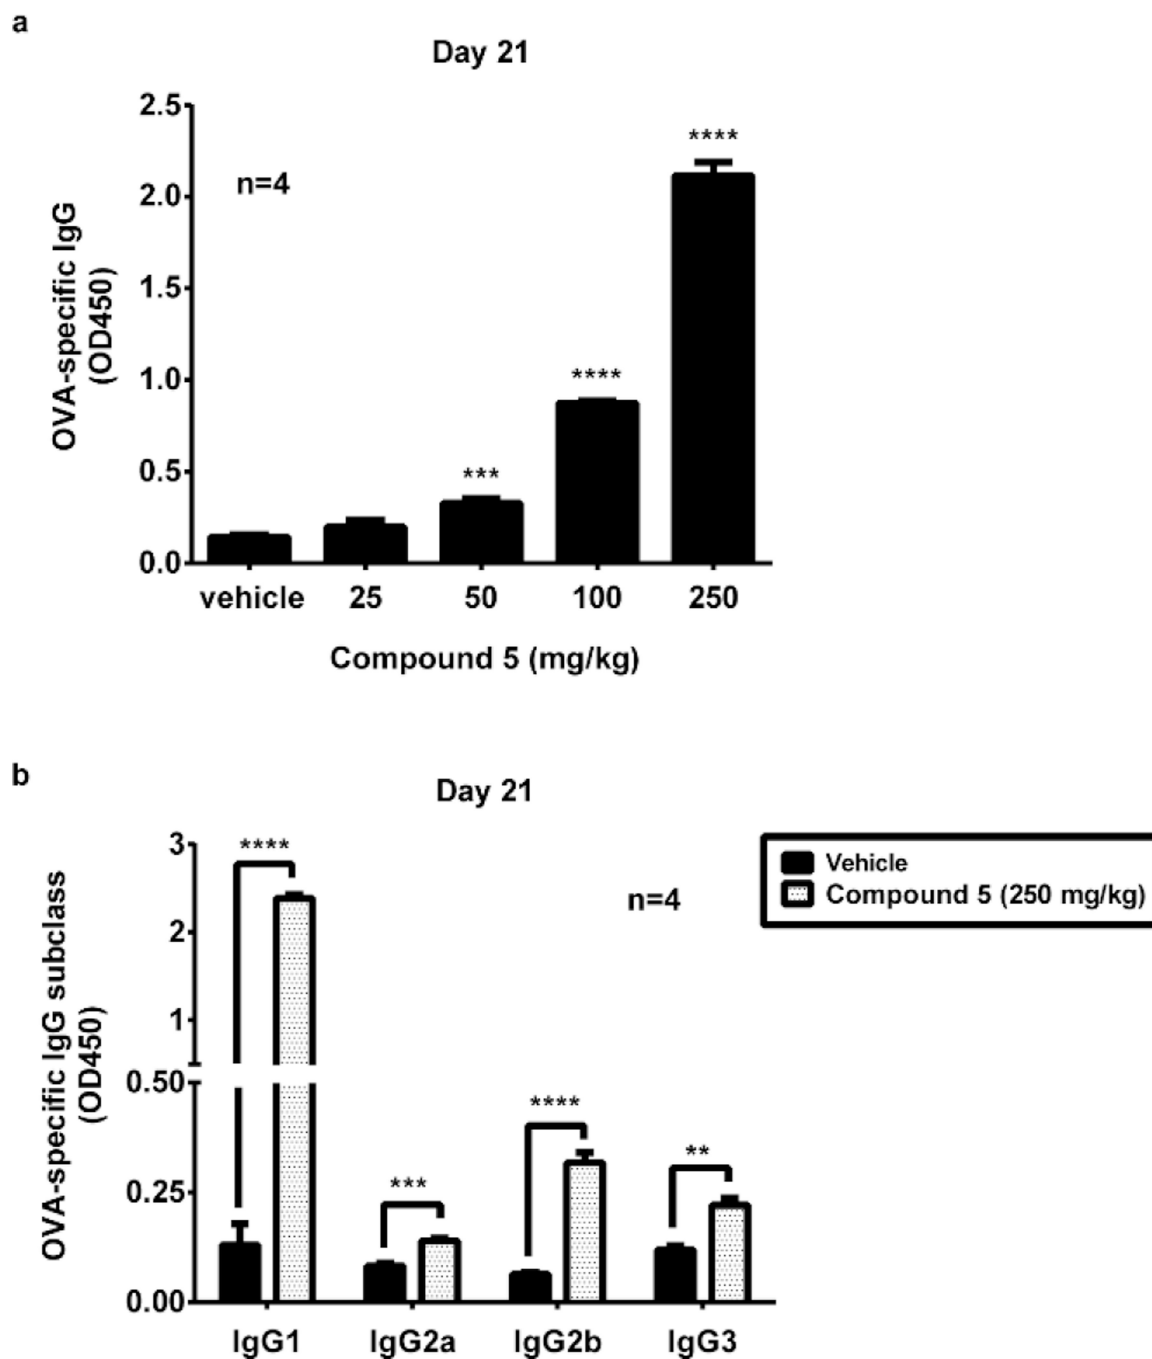 a
Day 21
2.5
2.0
1.5
1.0
0.5
0.0
OVA-specific IgG
(OD450)
n=4
***
****
****
vehicle 25 50 100 250
Compound 5 (mg/kg)
b
Day 21
3
2
1
0.50
0.25
0.00
OVA-specific IgG subclass
(OD450)
n=4
Vehicle
Compound 5 (250 mg/kg)
****
***
****
**
IgG1 IgG2a IgG2b IgG3